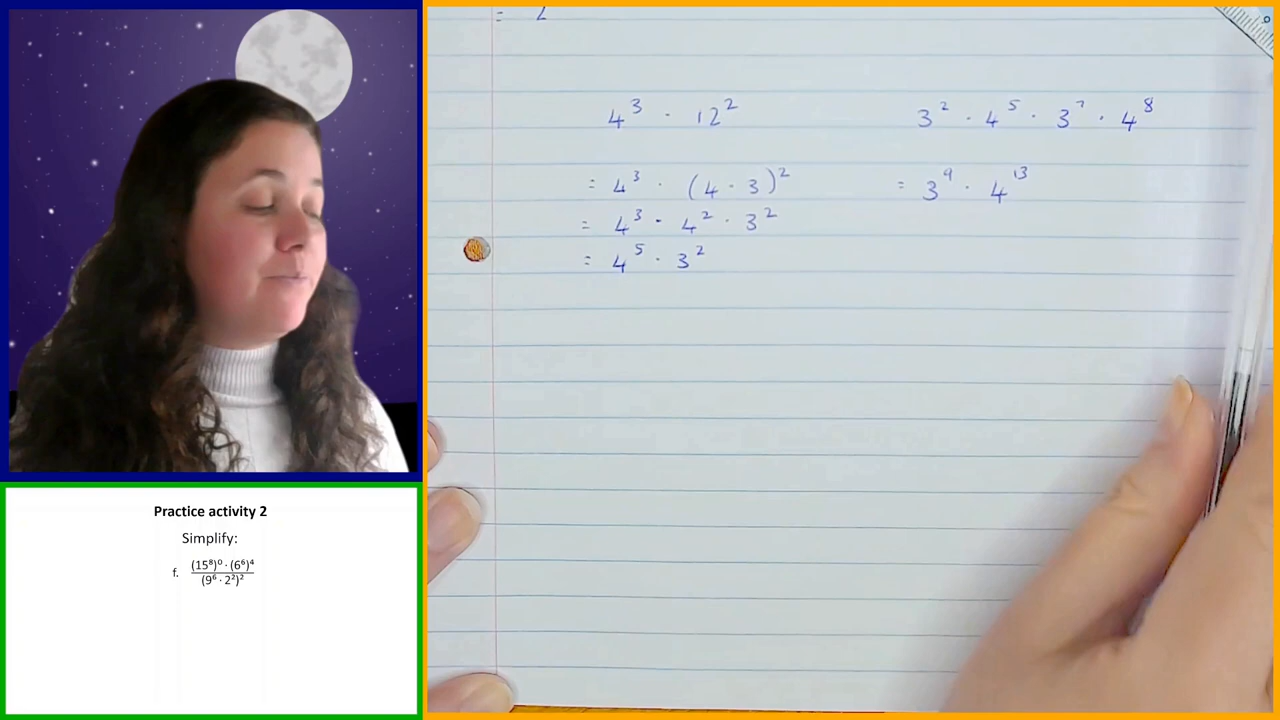 Practice activity 2
Simplify:
f. (15⁸)⁰ · (6⁶)⁴
(9⁶ · 2²)²
4³ · 12²
= 4³ · (4 · 3)²
= 4³ · 4² · 3²
= 4⁵ · 3²
3² · 4⁵ · 3⁷ · 4⁸
= 3⁹ · 4¹³